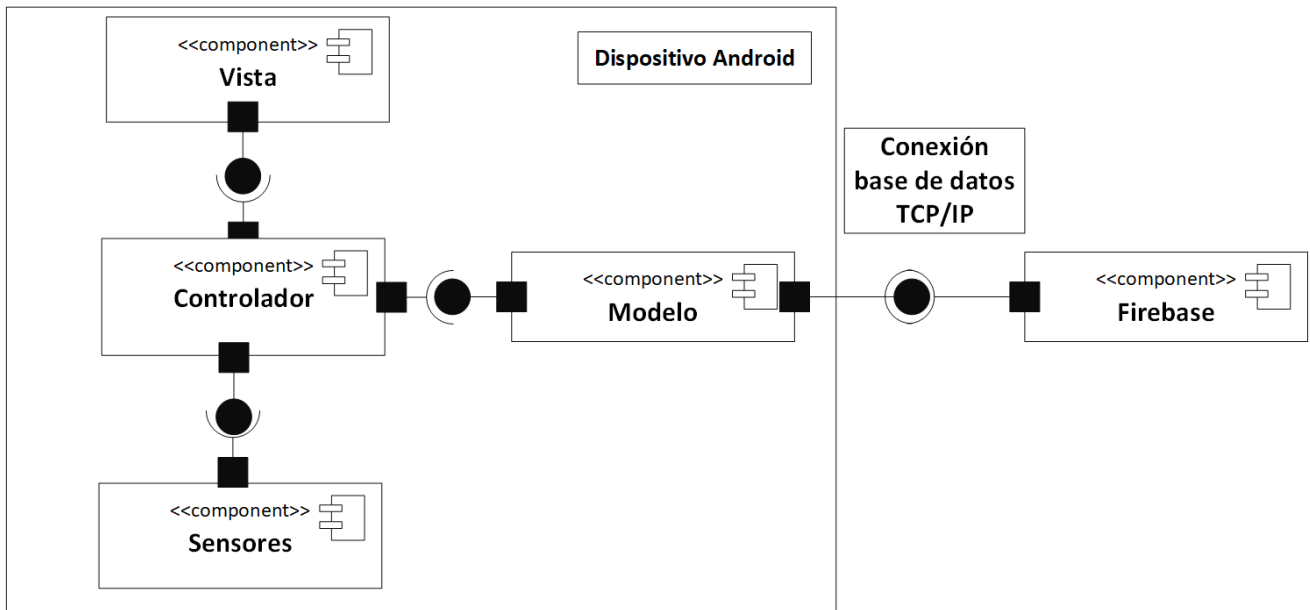 <<component>>
Vista
Dispositivo Android
Conexión
base de datos
TCP/IP
<<component>>
Controlador
<<component>>
Modelo
<<component>>
Firebase
<<component>>
Sensores